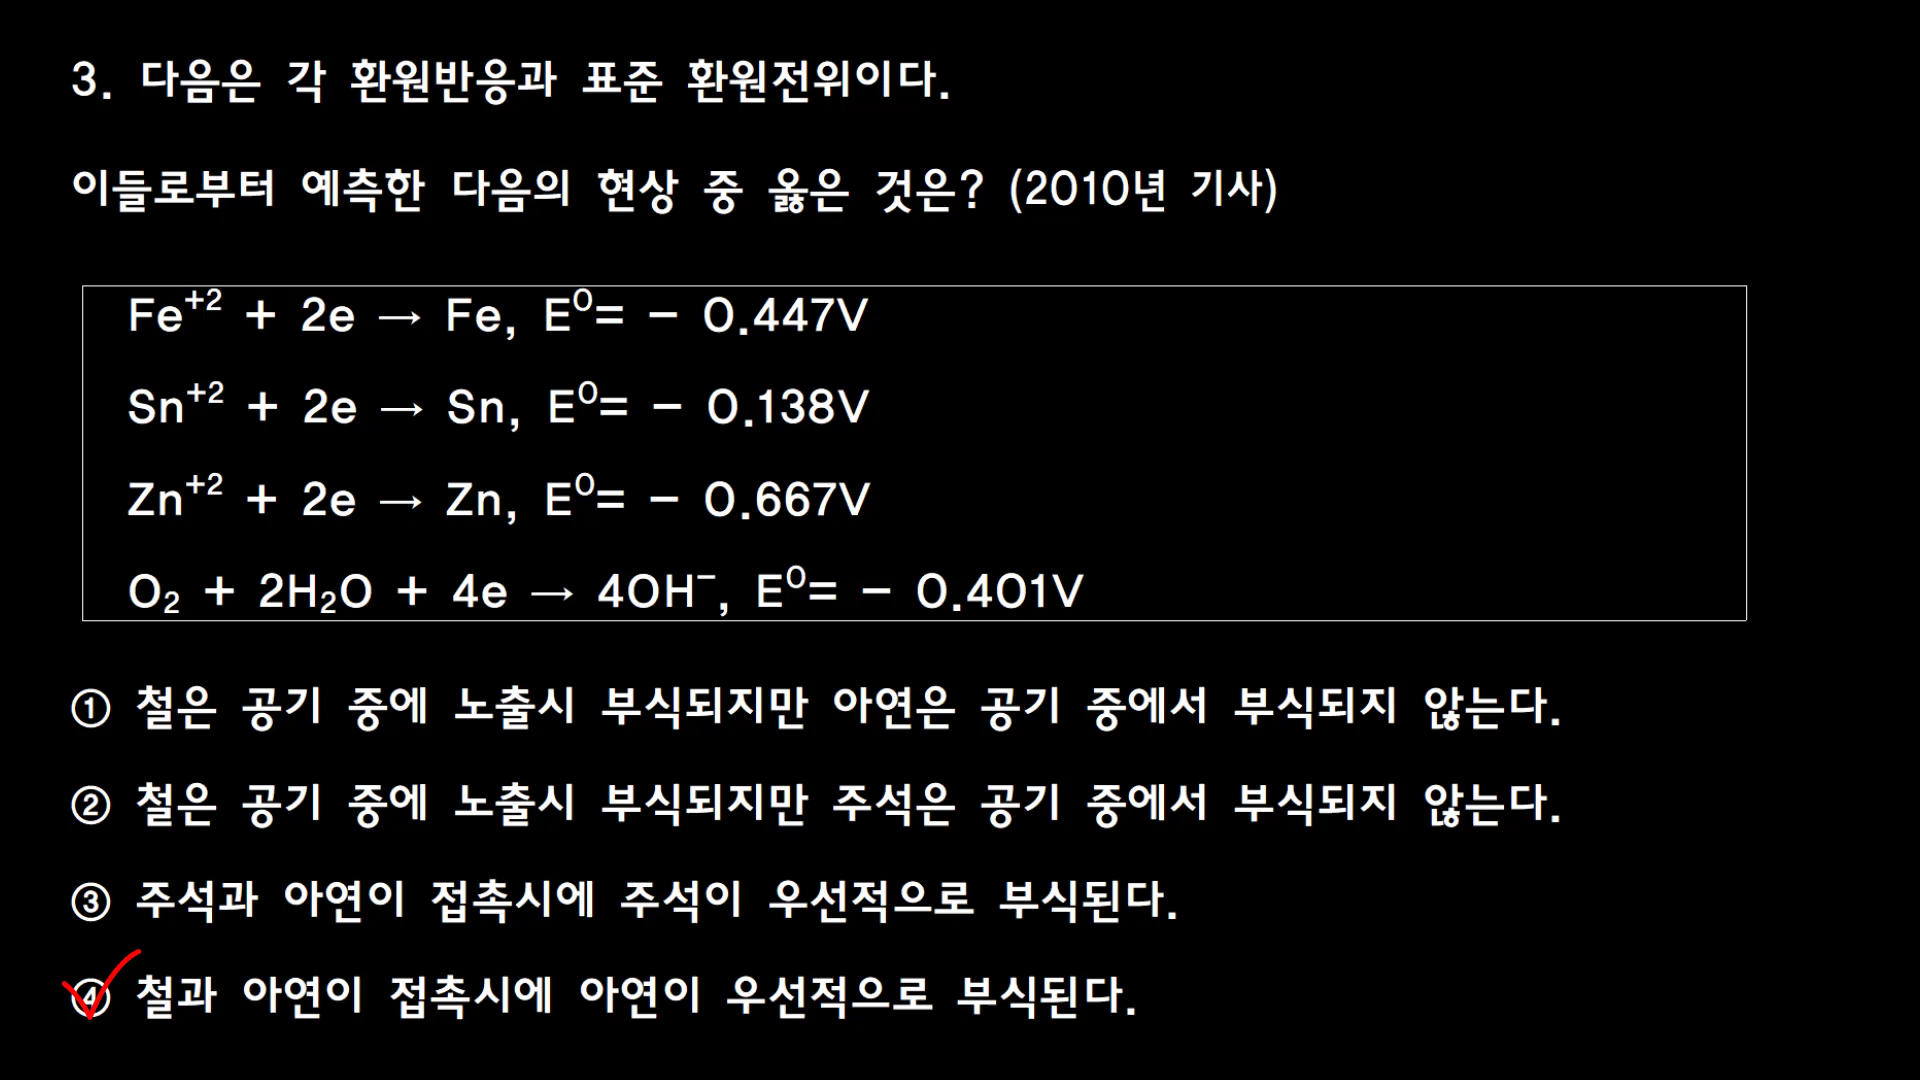 3. 다음은 각 환원반응과 표준 환원전위이다.
이들로부터 예측한 다음의 현상 중 옳은 것은? (2010년 기사)
Fe⁺² + 2e → Fe, E⁰= - 0.447V
Sn⁺² + 2e → Sn, E⁰= - 0.138V
Zn⁺² + 2e → Zn, E⁰= - 0.667V
O₂ + 2H₂O + 4e → 4OH⁻, E⁰= - 0.401V
① 철은 공기 중에 노출시 부식되지만 아연은 공기 중에서 부식되지 않는다.
② 철은 공기 중에 노출시 부식되지만 주석은 공기 중에서 부식되지 않는다.
③ 주석과 아연이 접촉시에 주석이 우선적으로 부식된다.
④ 철과 아연이 접촉시에 아연이 우선적으로 부식된다.